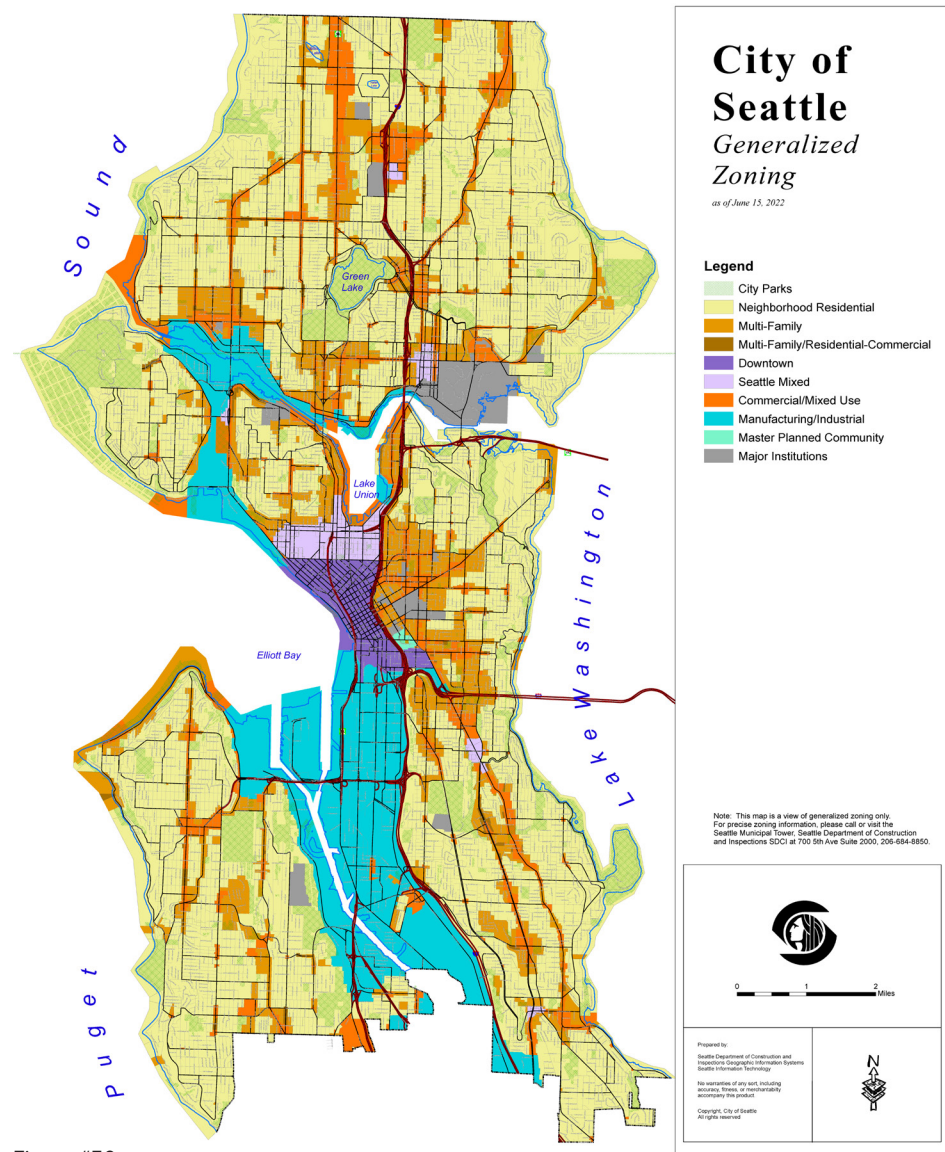 City of
Seattle
Generalized
Zoning
as of June 15, 2022
Legend
City Parks
Neighborhood Residential
Multi-Family
Multi-Family/Residential-Commercial
Downtown
Seattle Mixed
Commercial/Mixed Use
Manufacturing/Industrial
Master Planned Community
Major Institutions
Puget Sound
Green
Lake
Lake
Union
Elliott Bay
Lake Washington
Note: This map is a view of generalized zoning only.
For precise zoning information, please call or visit the
Seattle Municipal Tower, Seattle Department of Construction
and Inspections SDCI at 700 5th Ave Suite 2000, 206-684-8850.
0 1 2
Miles
Prepared by:
Seattle Department of Construction and
Inspections Geographic Information Systems
Seattle Information Technology
No warranties of any sort, including
accuracy, fitness, or merchantability
accompany this product.
Copyright, City of Seattle
All rights reserved
N